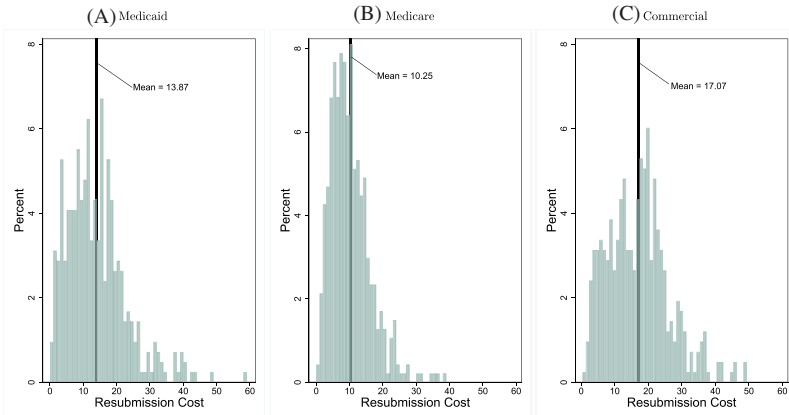 (A) Medicaid
8
6
4
2
0
Percent
Mean = 13.87
0 10 20 30 40 50 60
Resubmission Cost
(B) Medicare
8
6
4
2
0
Mean = 10.25
0 10 20 30 40 50 60
Resubmission Cost
(C) Commercial
8
6
4
2
0
Percent
Mean = 17.07
0 10 20 30 40 50 60
Resubmission Cost